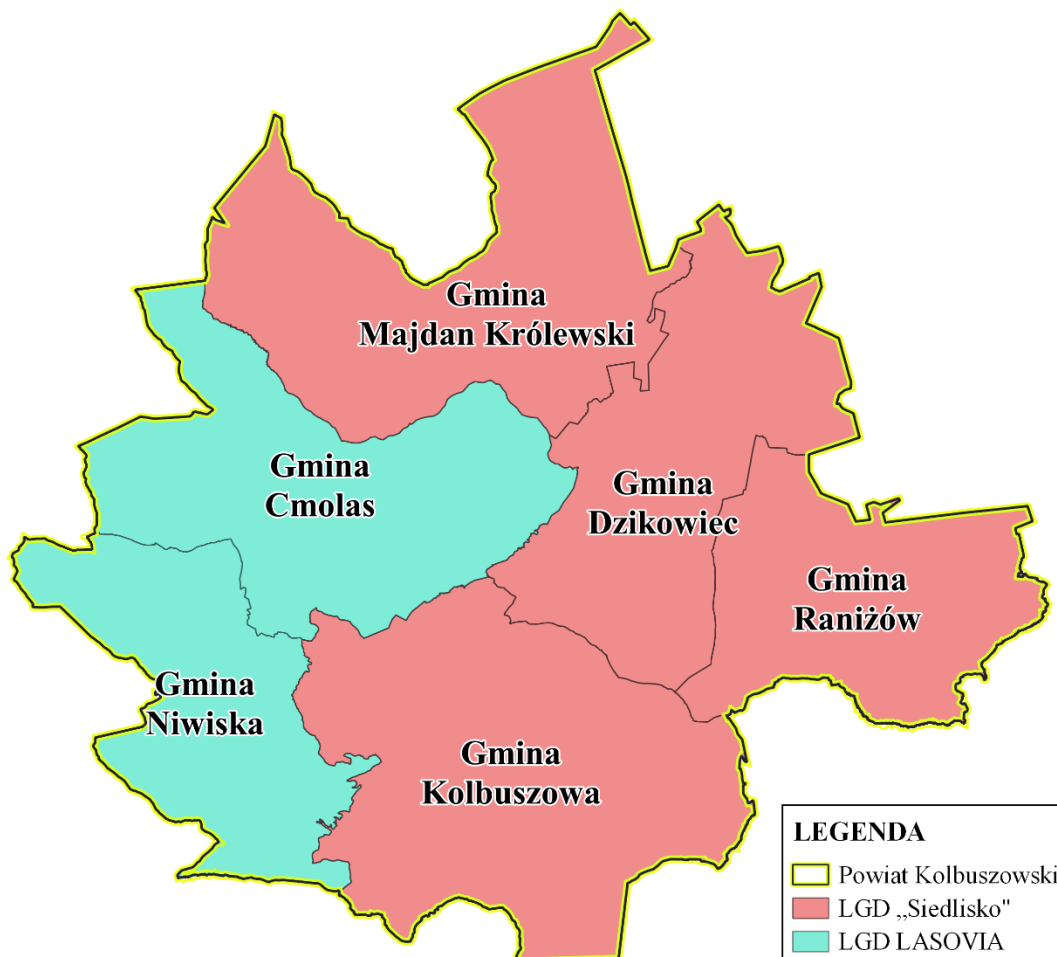 Gmina
Majdan Królewski
Gmina
Cmolas
Gmina
Dzikowiec
Gmina
Raniżów
Gmina
Niwiska
Gmina
Kolbuszowa
LEGENDA
Powiat Kolbuszowski
LGD „Siedlisko"
LGD LASOVIA